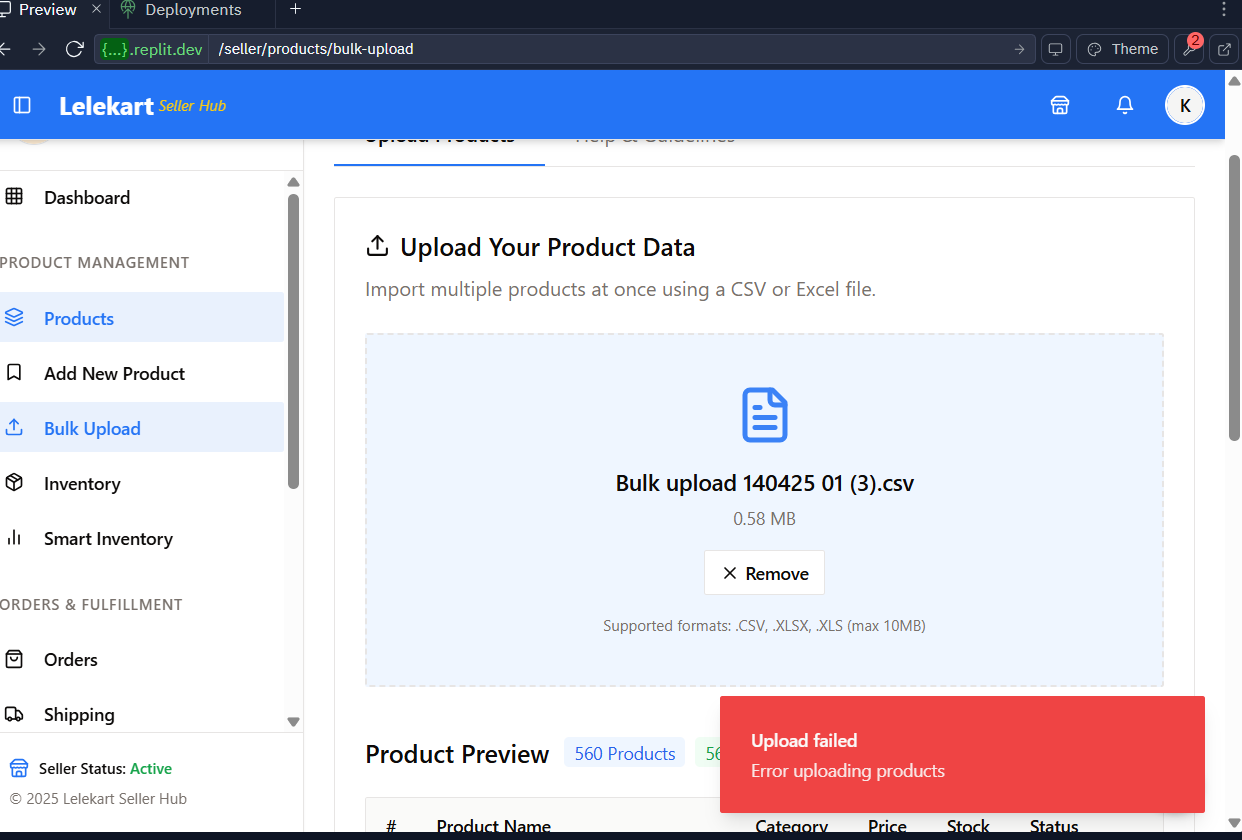 Preview
Deployments
{...}.replit.dev /seller/products/bulk-upload
Theme
2
Lelekart Seller Hub
K
Upload Products
Help & Guidelines
Dashboard
PRODUCT MANAGEMENT
Products
Add New Product
Bulk Upload
Inventory
Smart Inventory
ORDERS & FULFILLMENT
Orders
Shipping
Seller Status: Active
© 2025 Lelekart Seller Hub
Upload Your Product Data
Import multiple products at once using a CSV or Excel file.
Bulk upload 140425 01 (3).csv
0.58 MB
Remove
Supported formats: .CSV, .XLSX, .XLS (max 10MB)
Product Preview 560 Products
Upload failed
Error uploading products
# Product Name Category Price Stock Status